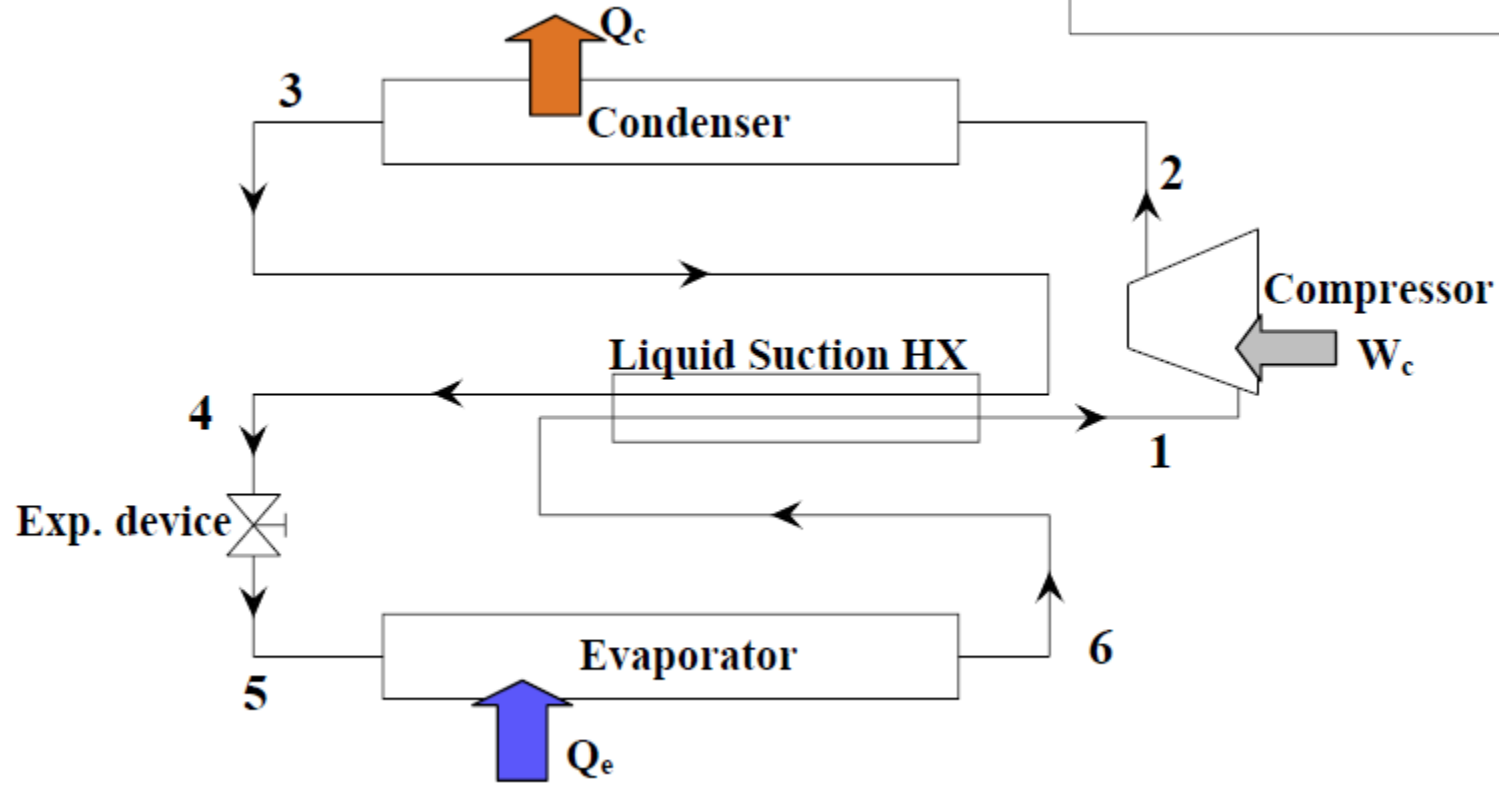 Qc
3
Condenser
2
Compressor
Wc
Liquid Suction HX
4
1
Exp. device
Evaporator
6
5
Qe